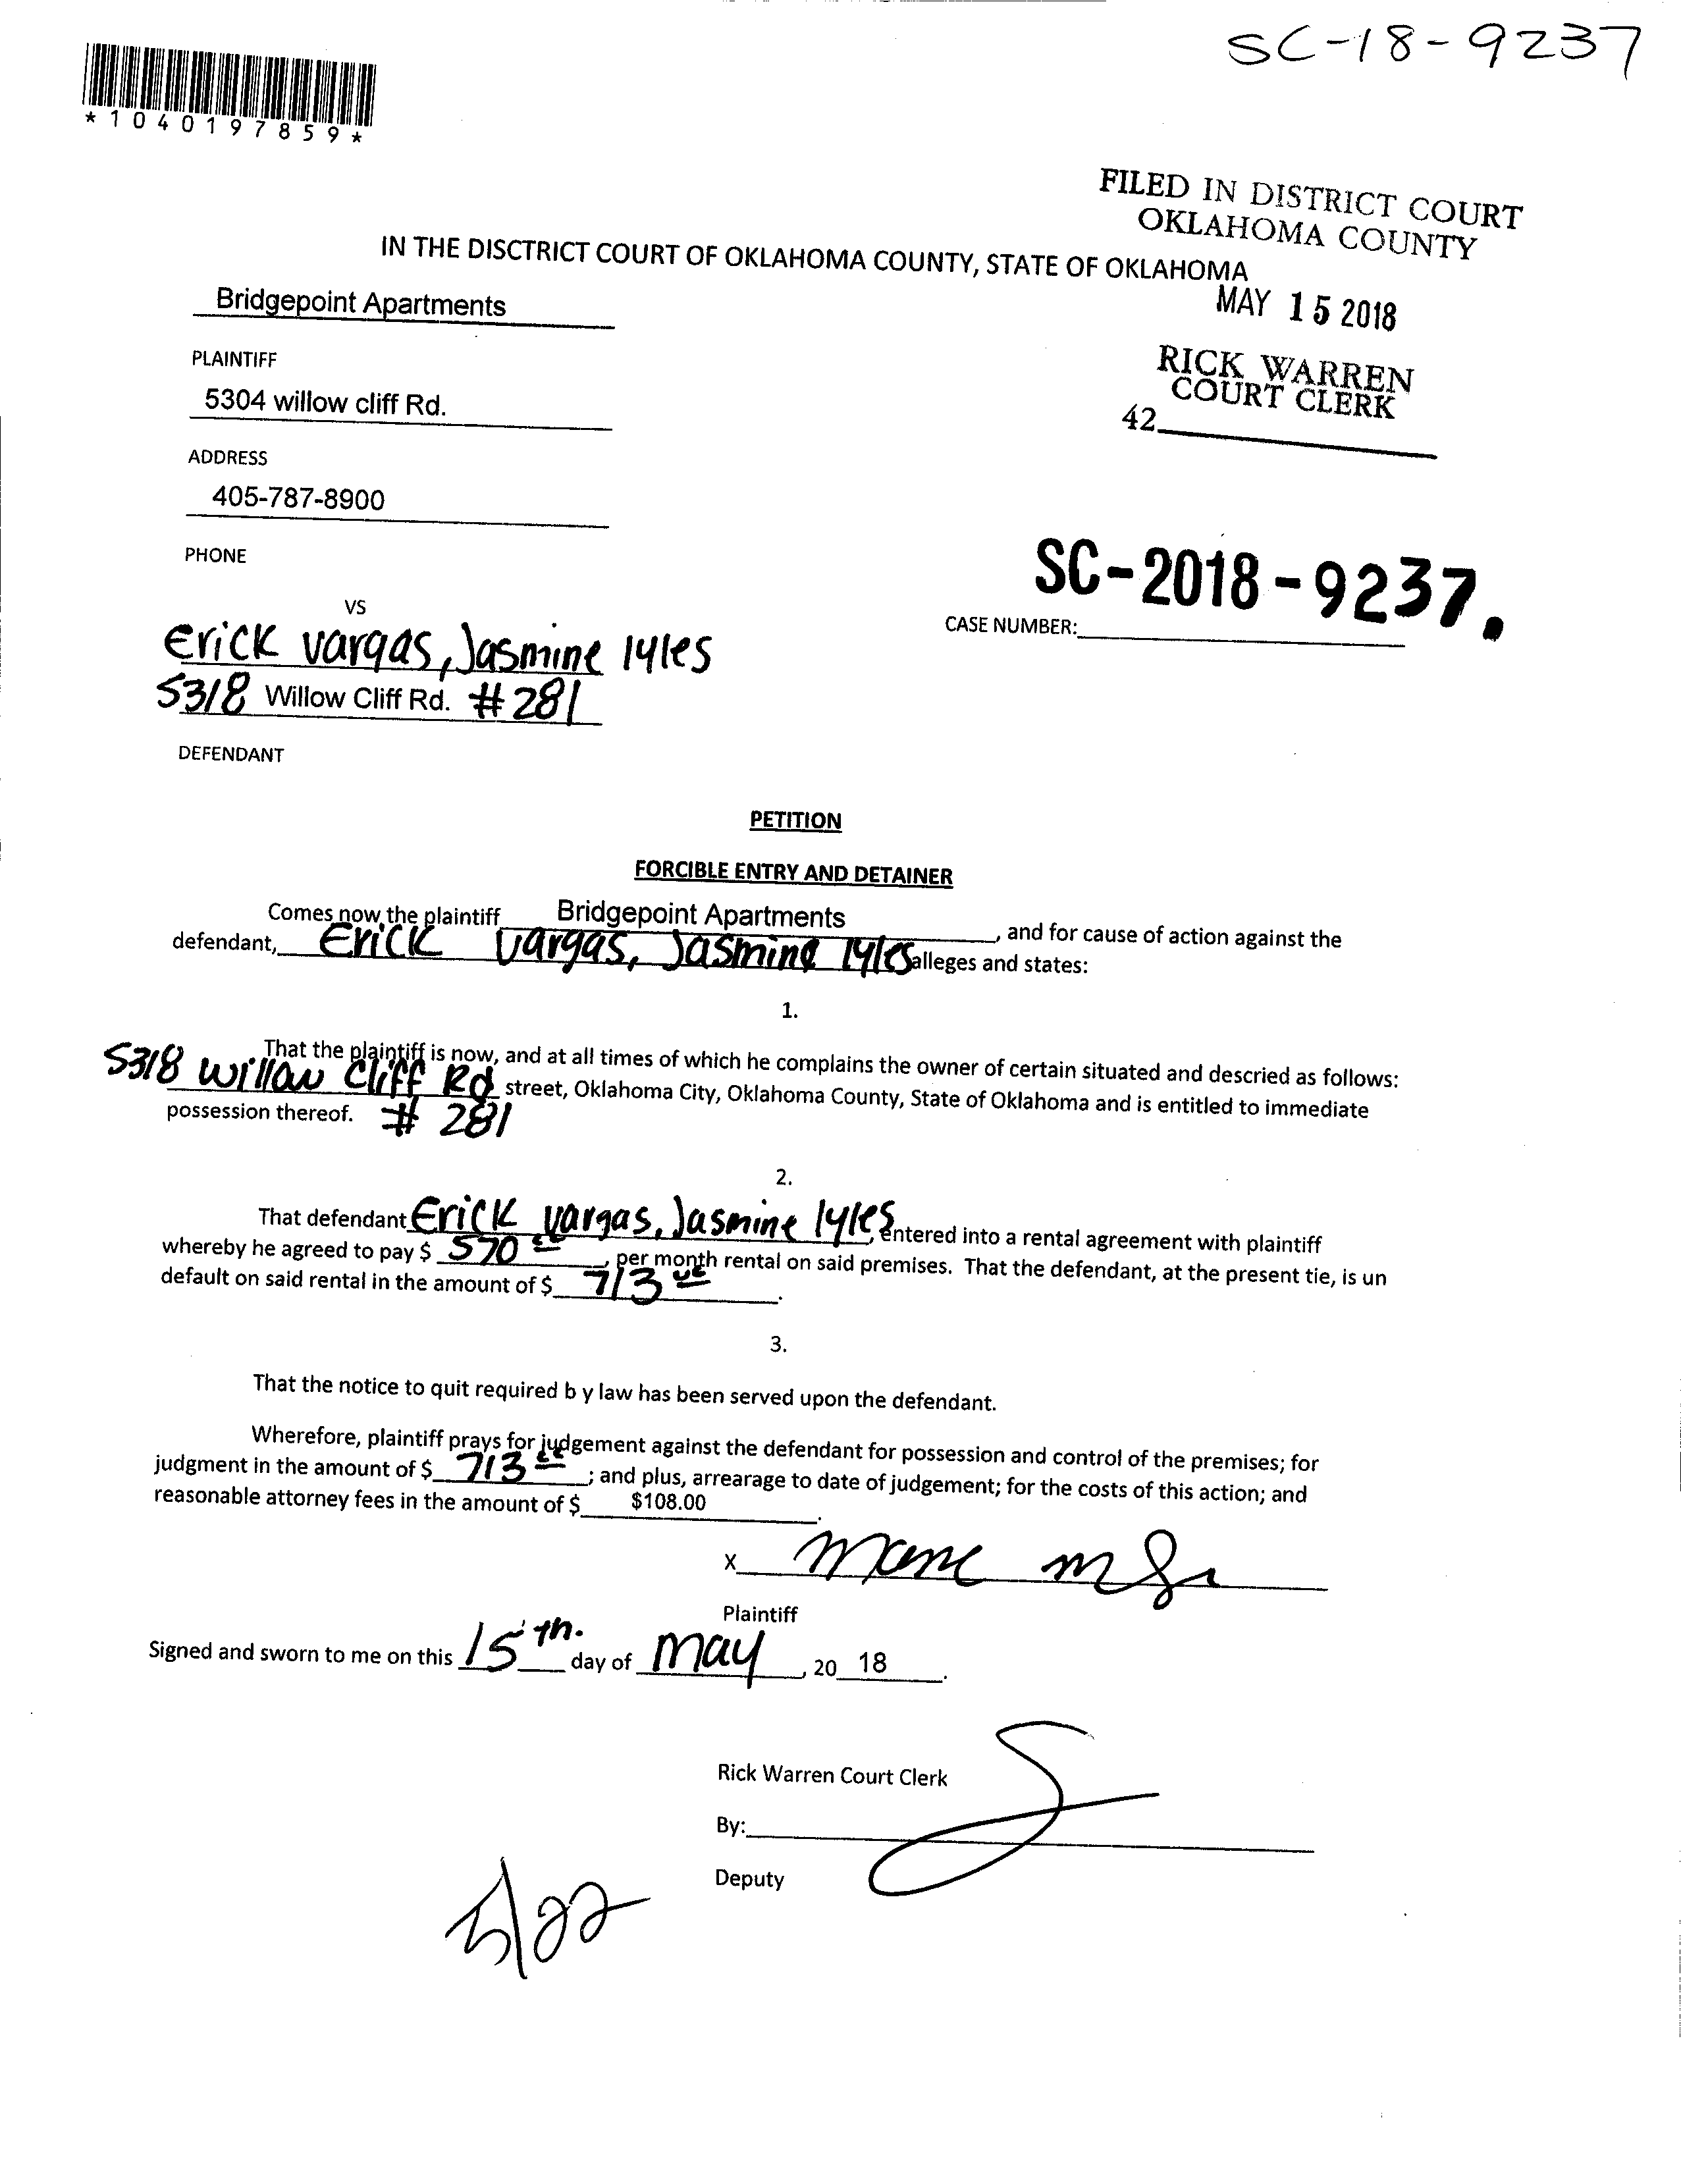 SC-18-9237
*1040197859*
FILED IN DISTRICT COURT
OKLAHOMA COUNTY
IN THE DISCTRICT COURT OF OKLAHOMA COUNTY, STATE OF OKLAHOMA
MAY 15 2018
Bridgepoint Apartments
PLAINTIFF
RICK WARREN
COURT CLERK
42
5304 willow cliff Rd.
ADDRESS
405-787-8900
PHONE
SC-2018-9237.
CASE NUMBER:
VS
Erick vargas, Jasmine lyles
5318 Willow Cliff Rd. #281
DEFENDANT
PETITION
FORCIBLE ENTRY AND DETAINER
Comes now the plaintiff Bridgepoint Apartments, and for cause of action against the
defendant, Erick vargas, Jasmine lyles alleges and states:
1.
That the plaintiff is now, and at all times of which he complains the owner of certain situated and descried as follows:
5318 Willow Cliff Rd street, Oklahoma City, Oklahoma County, State of Oklahoma and is entitled to immediate
possession thereof. # 281
2.
That defendant Erick vargas, Jasmine lyles, entered into a rental agreement with plaintiff
whereby he agreed to pay $ 570, per month rental on said premises. That the defendant, at the present tie, is un
default on said rental in the amount of $ 713.
3.
That the notice to quit required b y law has been served upon the defendant.
Wherefore, plaintiff prays for judgement against the defendant for possession and control of the premises; for
judgment in the amount of $ 713; and plus, arrearage to date of judgement; for the costs of this action; and
reasonable attorney fees in the amount of $ $108.00.
X
Plaintiff
Signed and sworn to me on this 15th. day of may, 20 18.
Rick Warren Court Clerk
By:
Deputy
5/22